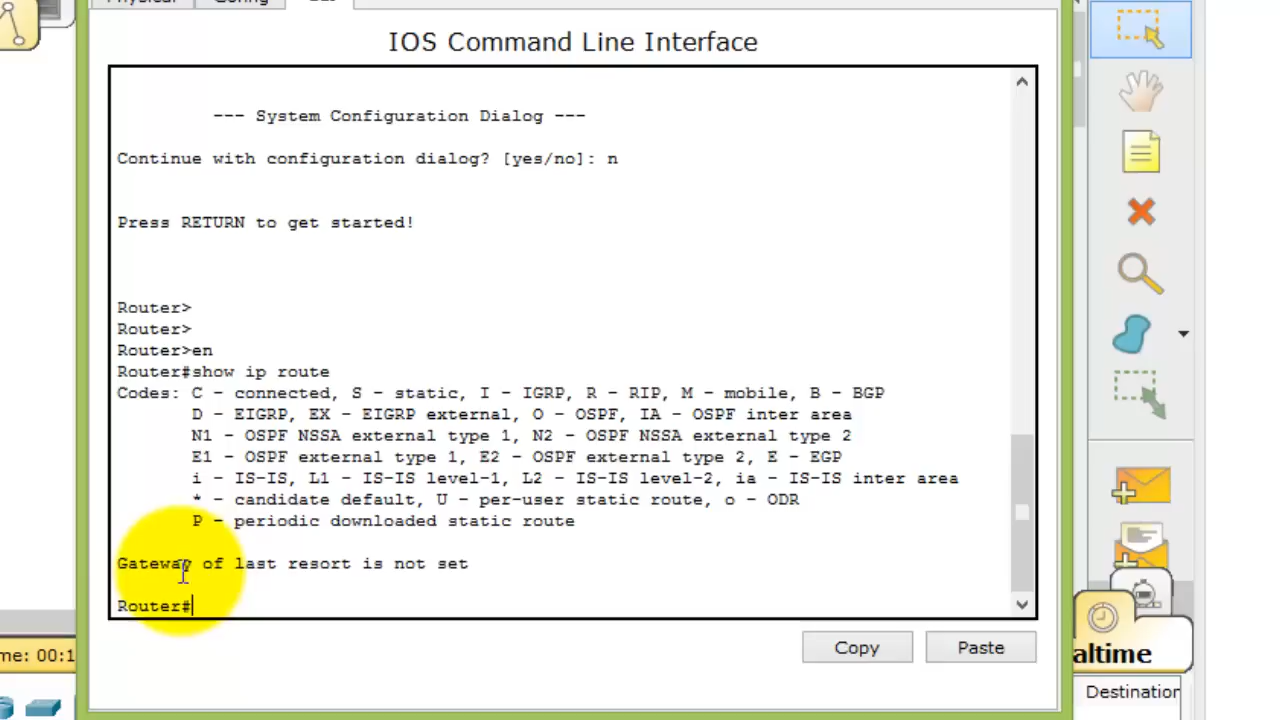 IOS Command Line Interface
--- System Configuration Dialog ---
Continue with configuration dialog? [yes/no]: n
Press RETURN to get started!
Router>
Router>
Router>en
Router#show ip route
Codes: C - connected, S - static, I - IGRP, R - RIP, M - mobile, B - BGP
D - EIGRP, EX - EIGRP external, O - OSPF, IA - OSPF inter area
N1 - OSPF NSSA external type 1, N2 - OSPF NSSA external type 2
E1 - OSPF external type 1, E2 - OSPF external type 2, E - EGP
i - IS-IS, L1 - IS-IS level-1, L2 - IS-IS level-2, ia - IS-IS inter area
* - candidate default, U - per-user static route, o - ODR
P - periodic downloaded static route
Gateway of last resort is not set
Router#
Copy Paste
me: 00:1
altime
Destination